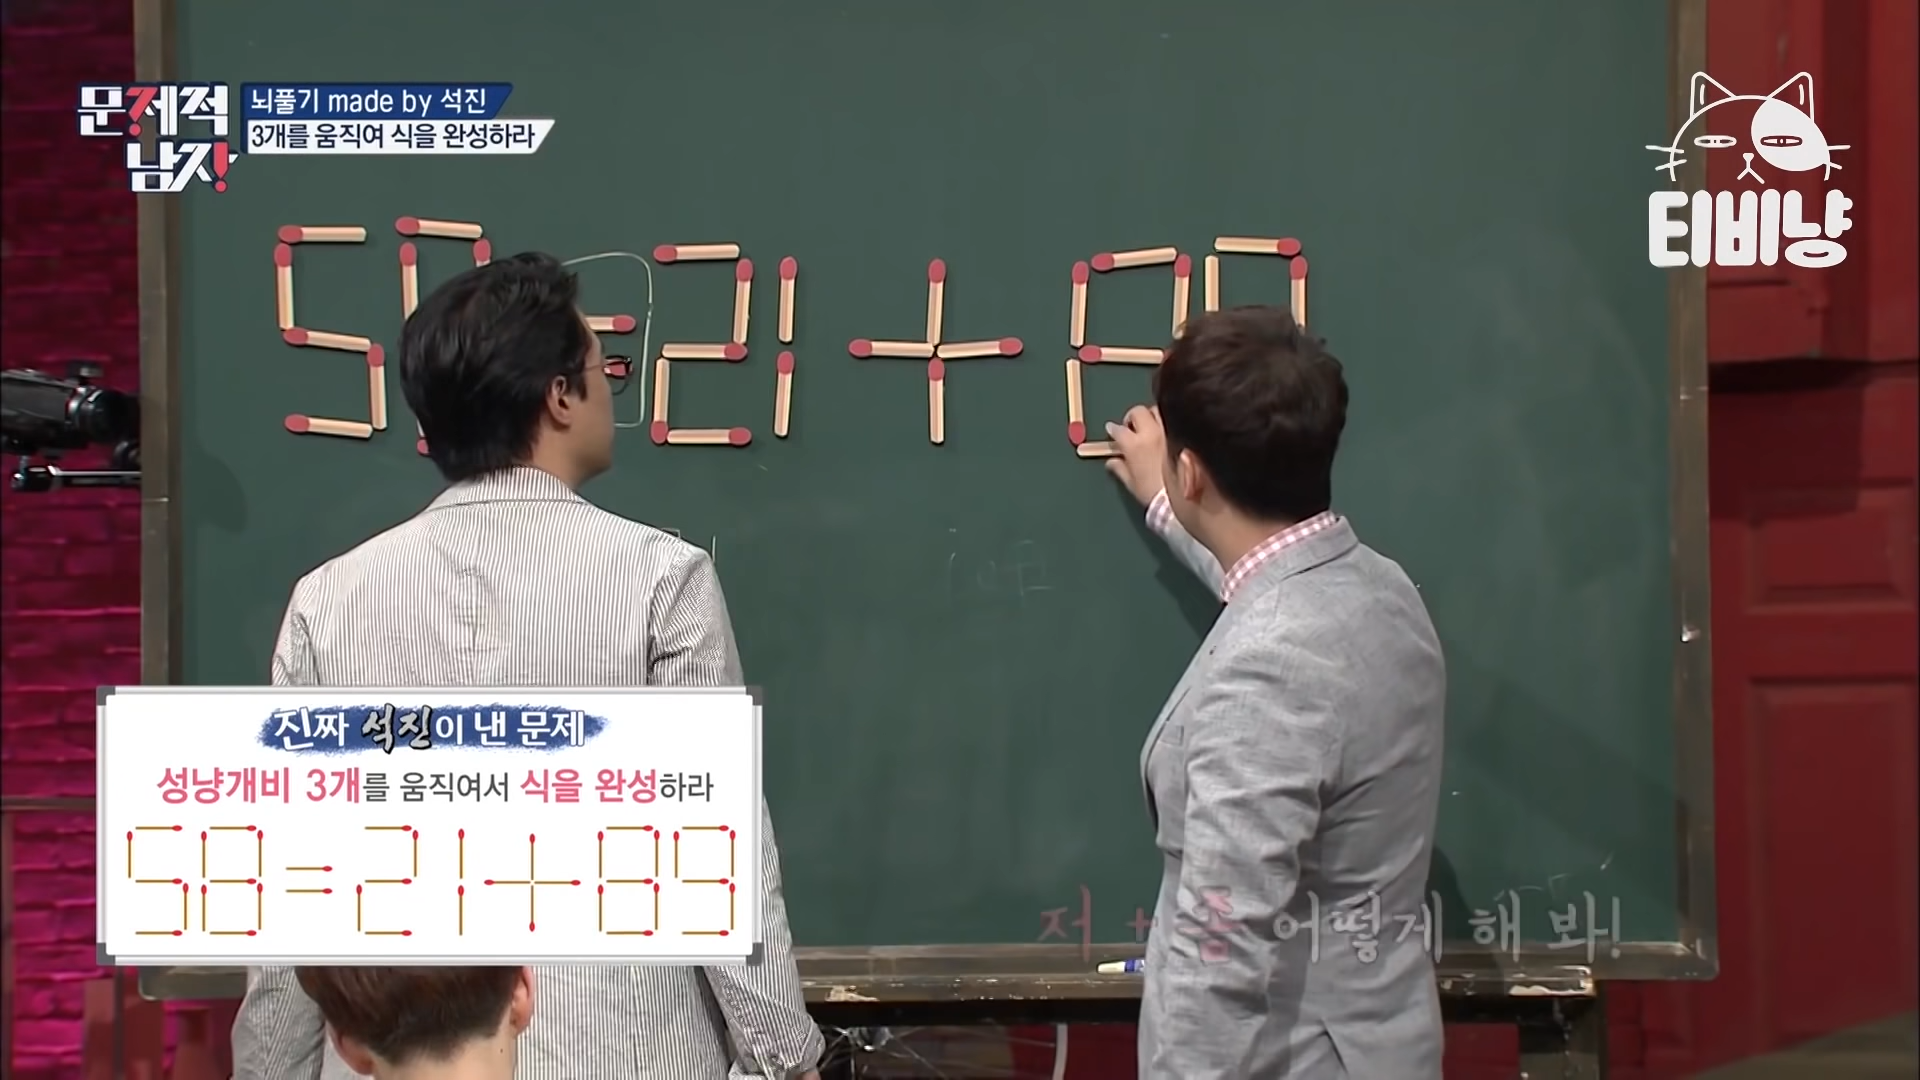 문제적
남자!
뇌풀기 made by 석진
3개를 움직여 식을 완성하라
티비냥
진짜 석진이 낸 문제
성냥개비 3개를 움직여서 식을 완성하라
58=21+89
저 + 좀 어떻게 해 봐!